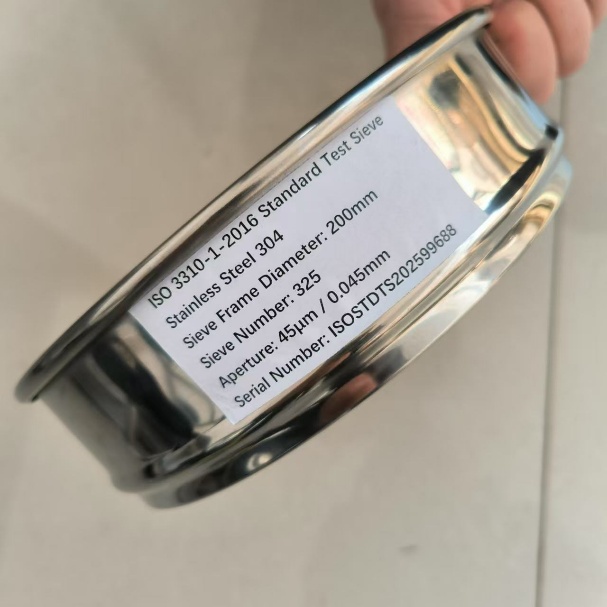 ISO 3310-1-2016 Standard Test Sieve
Stainless Steel 304
Sieve Frame Diameter: 200mm
Sieve Number: 325
Aperture: 45μm / 0.045mm
Serial Number: ISOSTDTS202599688